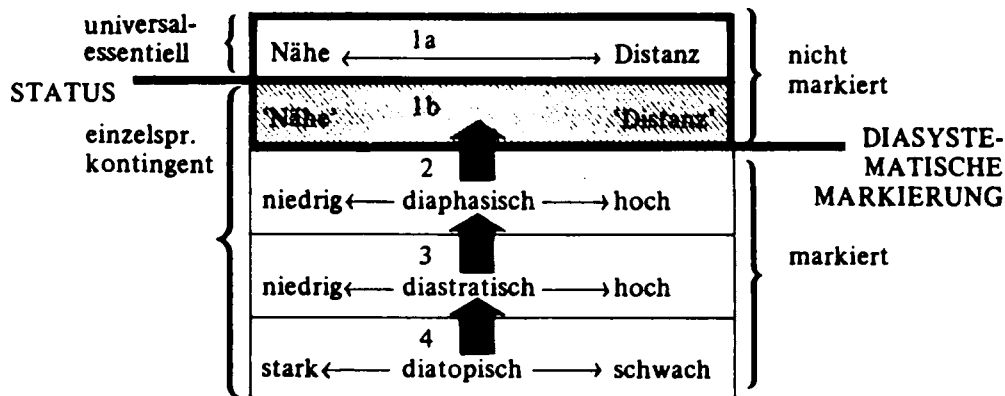 universal-
essentiell
1a
Nähe Distanz
nicht
markiert
STATUS
1b
'Nähe' 'Distanz'
einzelspr.
kontingent
DIASYSTE-
MATISCHE
MARKIERUNG
2
niedrig diaphasisch hoch
3
markiert
niedrig diastratisch hoch
4
stark diatopisch schwach